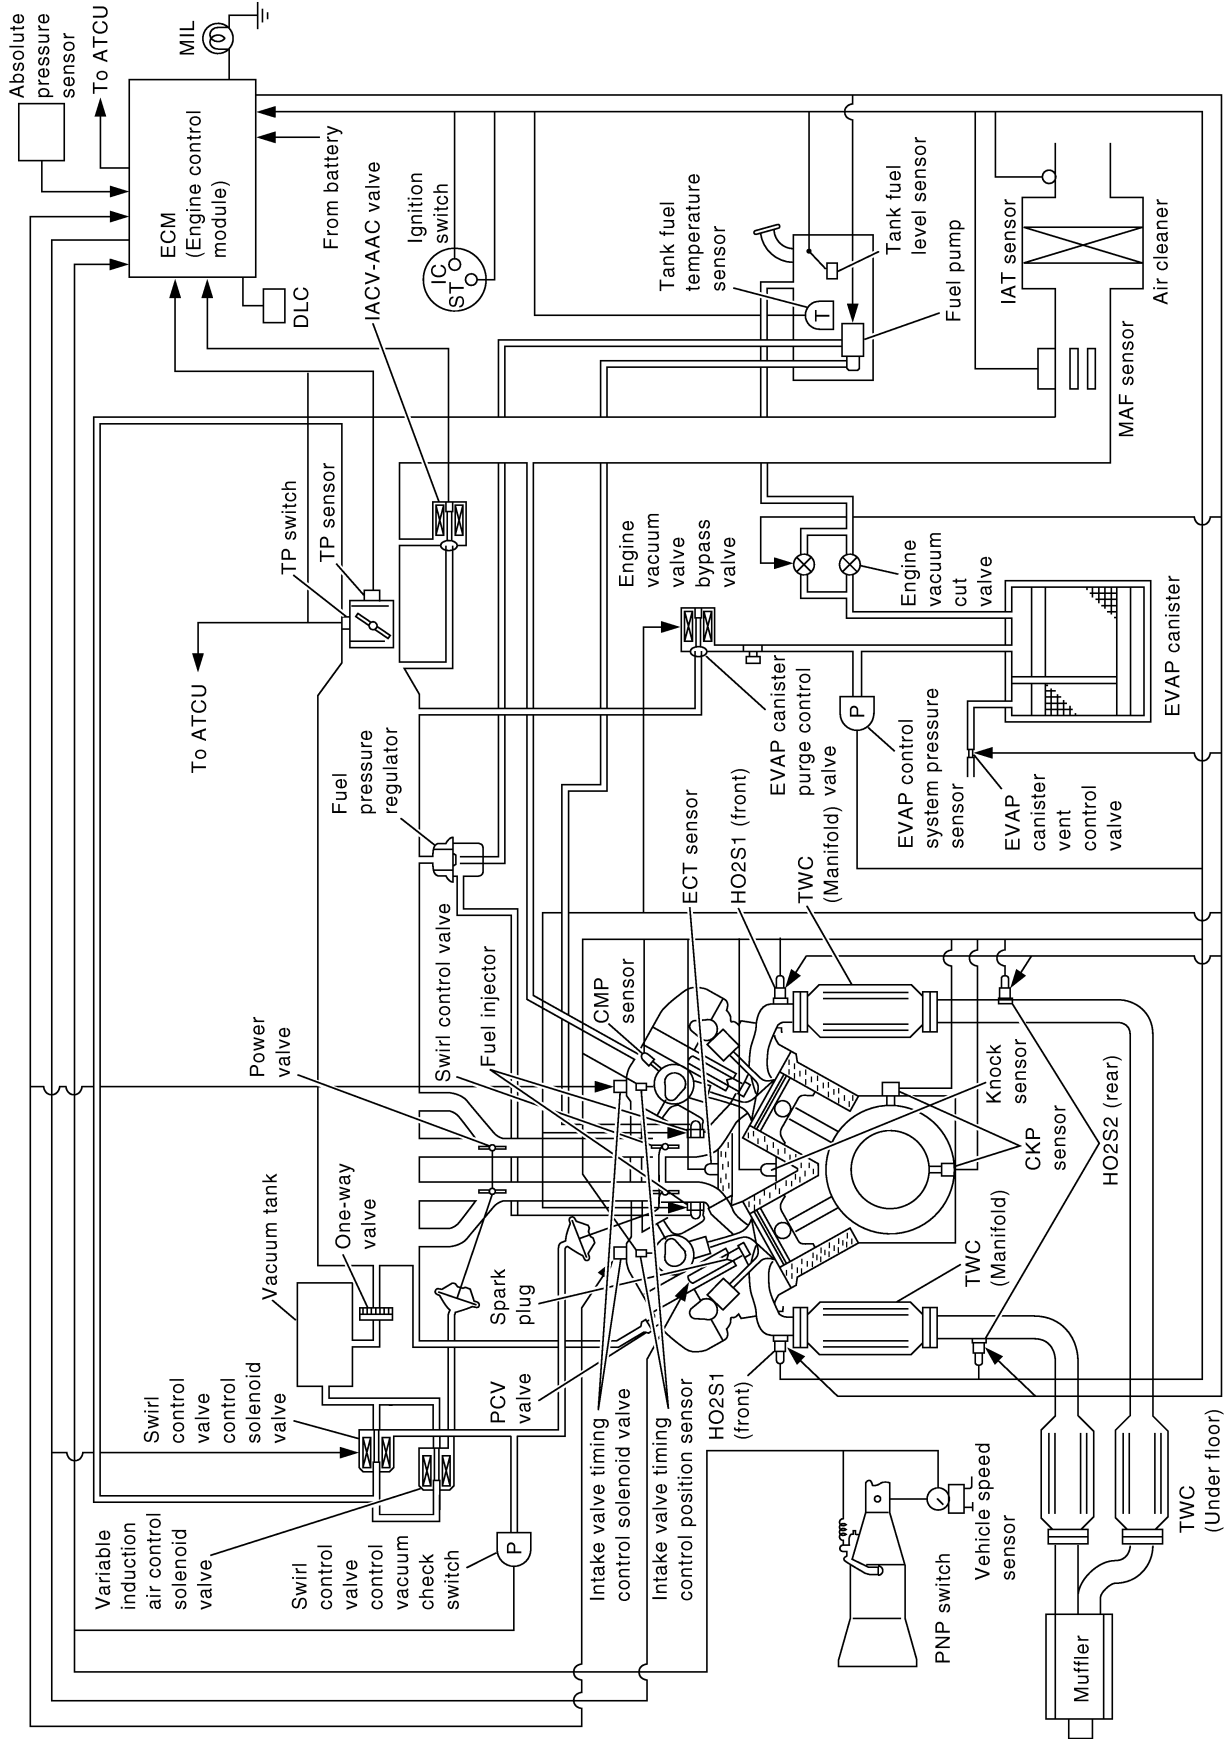 Absolute
pressure
sensor
To ATCU
MIL
ECM
(Engine control
module)
From battery
DLC
IACV-AAC valve
Ignition
switch
IC
ST
Tank fuel
temperature
sensor
T
Tank fuel
level sensor
Fuel pump
IAT sensor
Air cleaner
MAF sensor
TP switch
TP sensor
To ATCU
Engine
vacuum
valve
bypass
valve
Engine
vacuum
cut
valve
EVAP canister
EVAP canister
purge control
valve
P
EVAP control
system pressure
sensor
EVAP
canister
vent
control
valve
Fuel
pressure
regulator
ECT sensor
HO2S1 (front)
TWC
(Manifold)
Swirl control valve
Fuel injector
CMP
sensor
Power
valve
Knock
sensor
CKP
sensor
HO2S2 (rear)
Vacuum tank
One-way
valve
Spark
plug
TWC
(Manifold)
Swirl
control
valve
control
solenoid
valve
PCV
valve
HO2S1
(front)
Variable
induction
air control
solenoid
valve
Swirl
control
valve
control
vacuum
check
switch
P
Intake valve timing
control solenoid valve
Intake valve timing
control position sensor
PNP switch
Vehicle speed
sensor
TWC
(Under floor)
Muffler